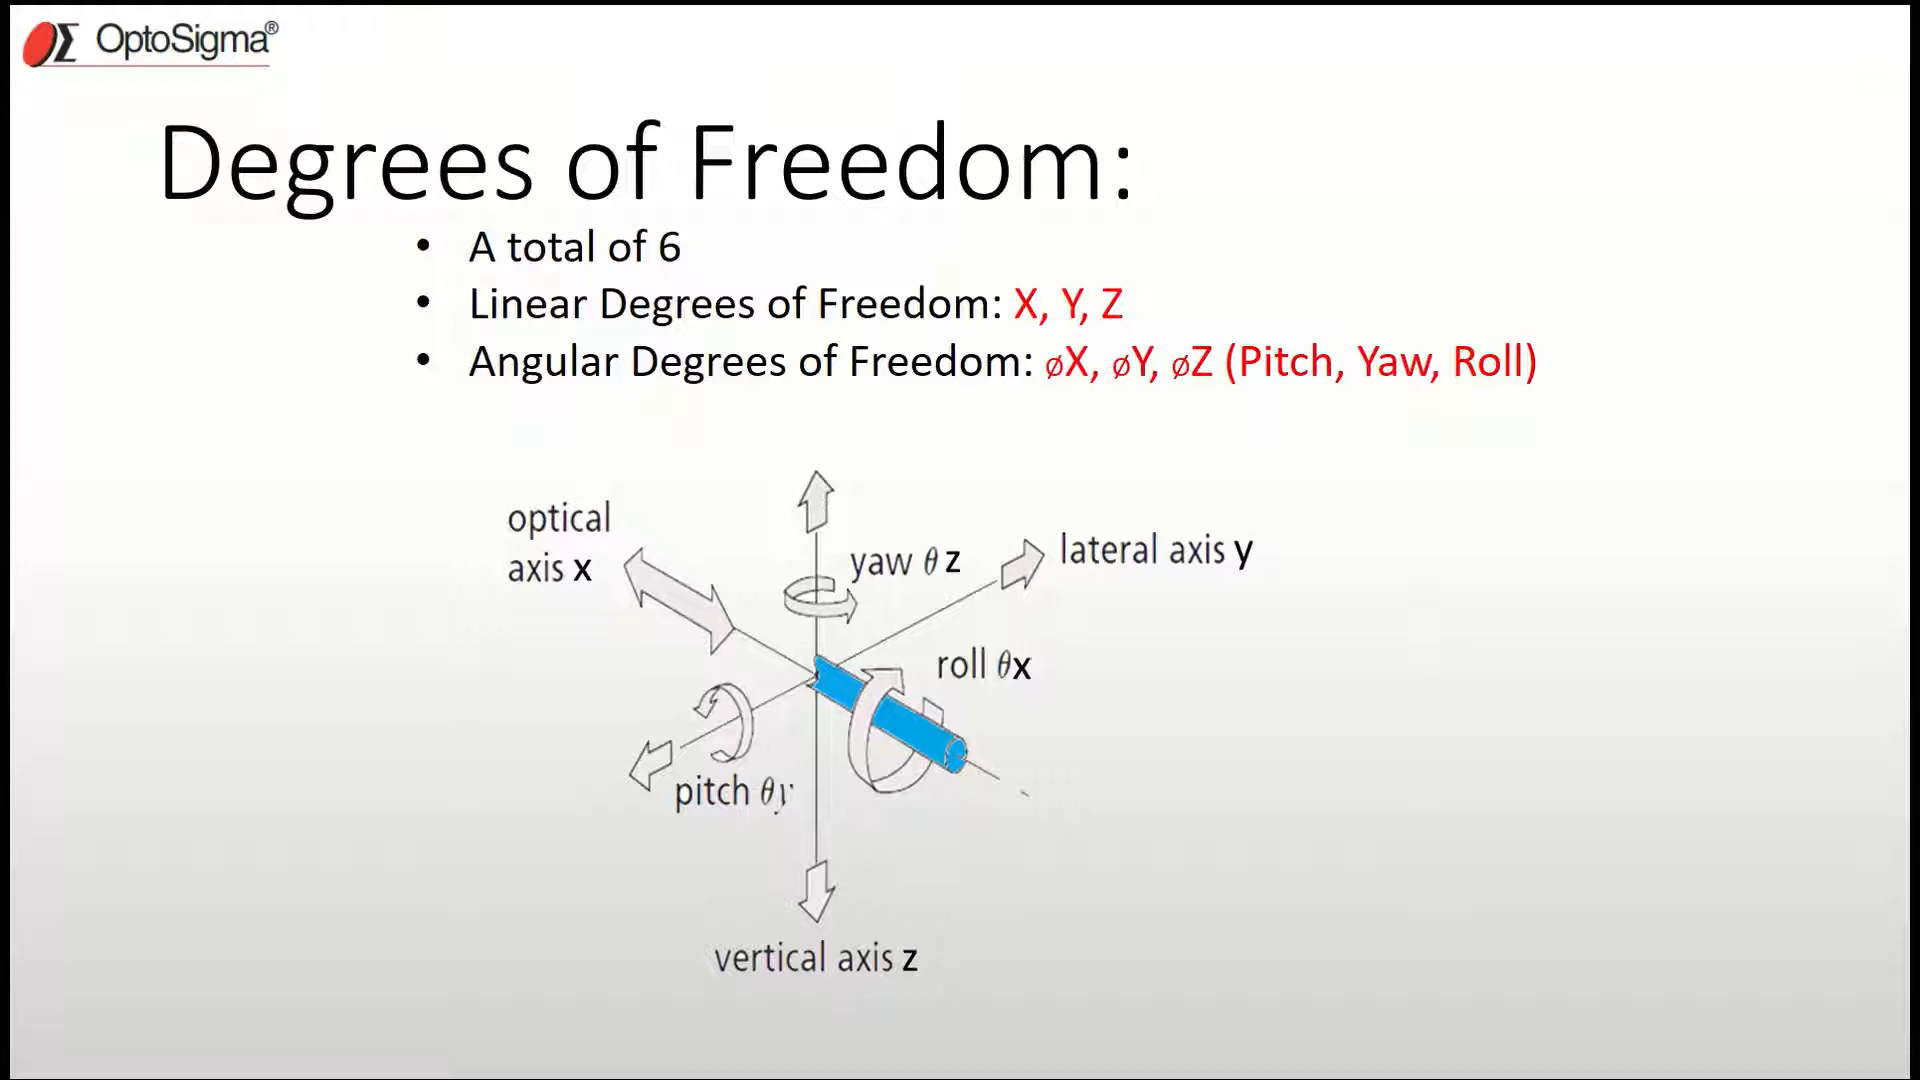 OptoSigma®
Degrees of Freedom:
• A total of 6
• Linear Degrees of Freedom: X, Y, Z
• Angular Degrees of Freedom: øX, øY, øZ (Pitch, Yaw, Roll)
optical
axis x
yaw θ z
lateral axis y
roll θx
pitch θy
vertical axis z